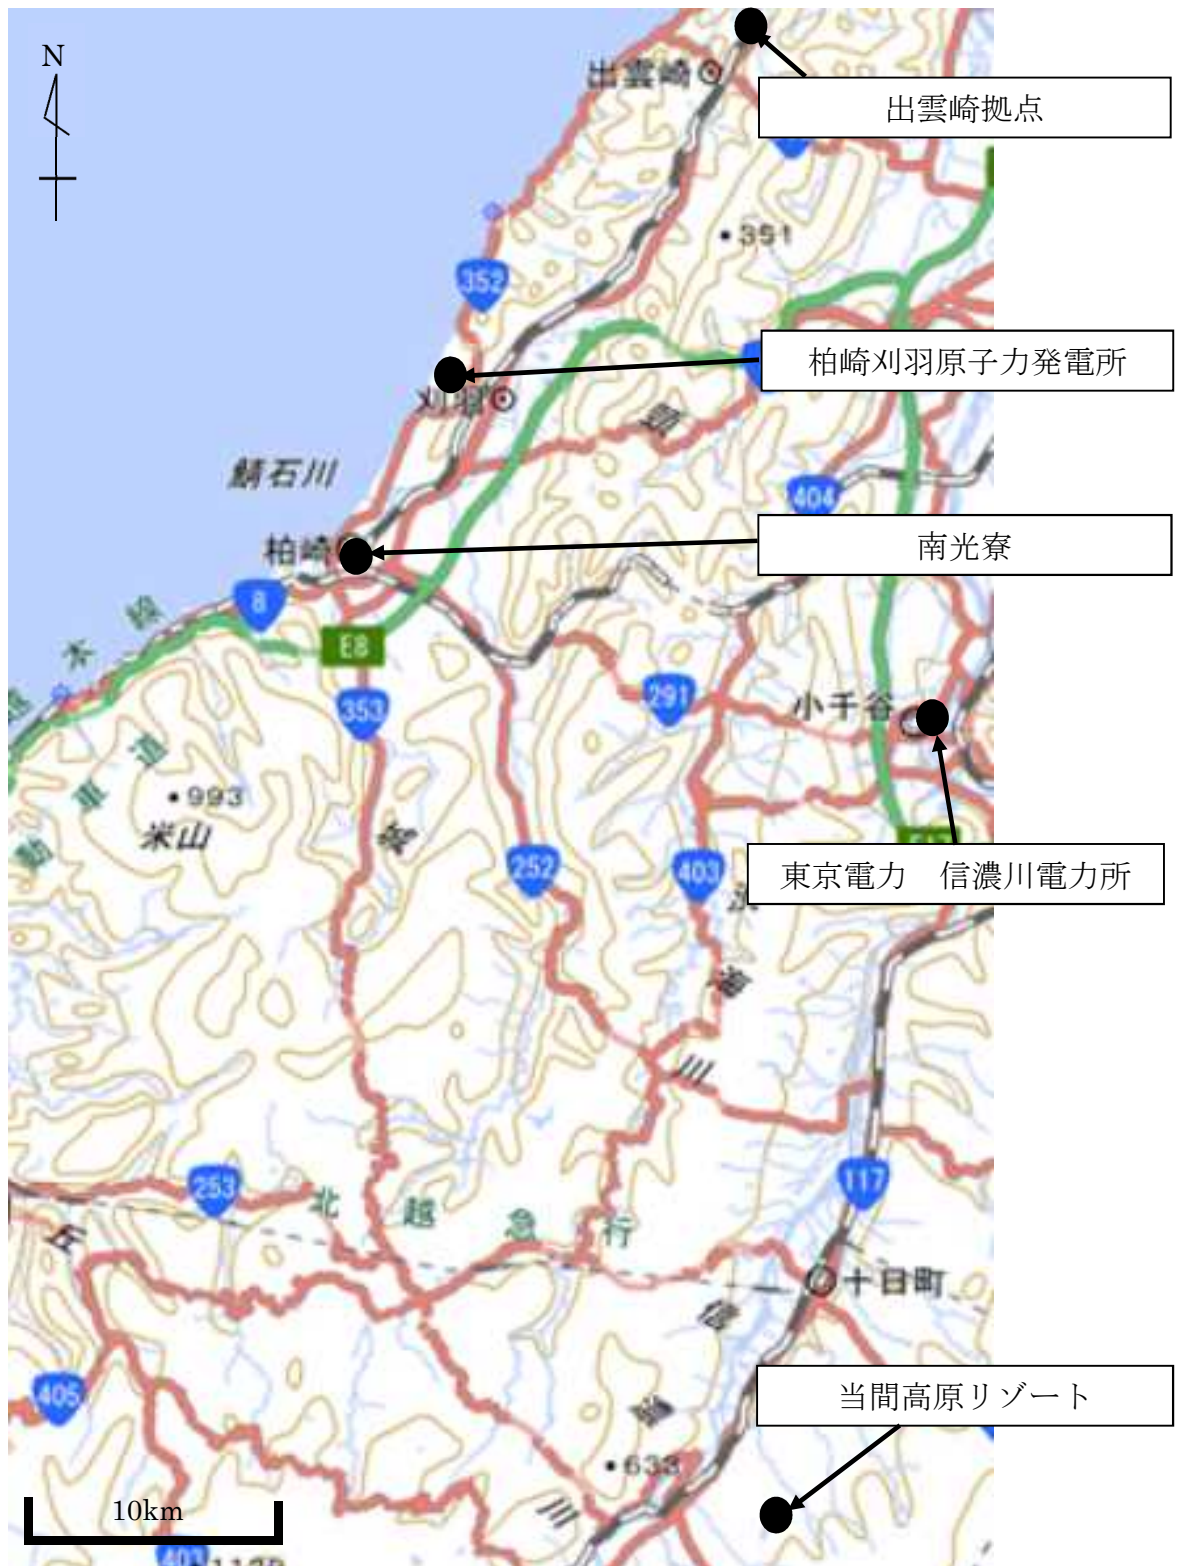 N
出雲崎
出雲崎拠点
351
352
柏崎刈羽原子力発電所
刈羽
鯖石川
404
柏崎
南光寮
8
E8
291
353
小千谷
993
米山
252
403
東京電力　信濃川電力所
253
北越急行
117
十日町
405
当間高原リゾート
633
10km
403